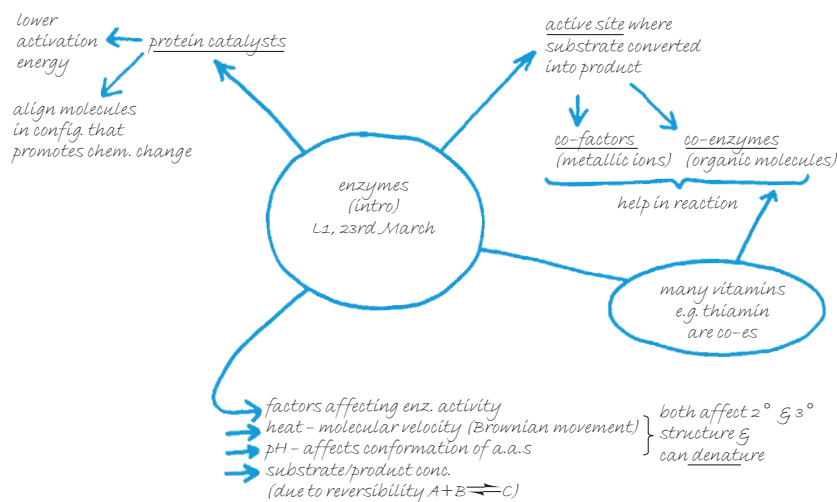 lower
activation
energy
protein catalysts
align molecules
in config. that
promotes chem. change
active site where
substrate converted
into product
co-factors
(metallic ions)
co-enzymes
(organic molecules)
help in reaction
enzymes
(intro)
L1, 23rd March
many vitamins
e.g. thiamin
are co-es
factors affecting enz. activity
heat - molecular velocity (Brownian movement)
pH - affects conformation of a.a.s
substrate/product conc.
(due to reversibility A+B⇌C)
both affect 2° & 3°
structure &
can denature